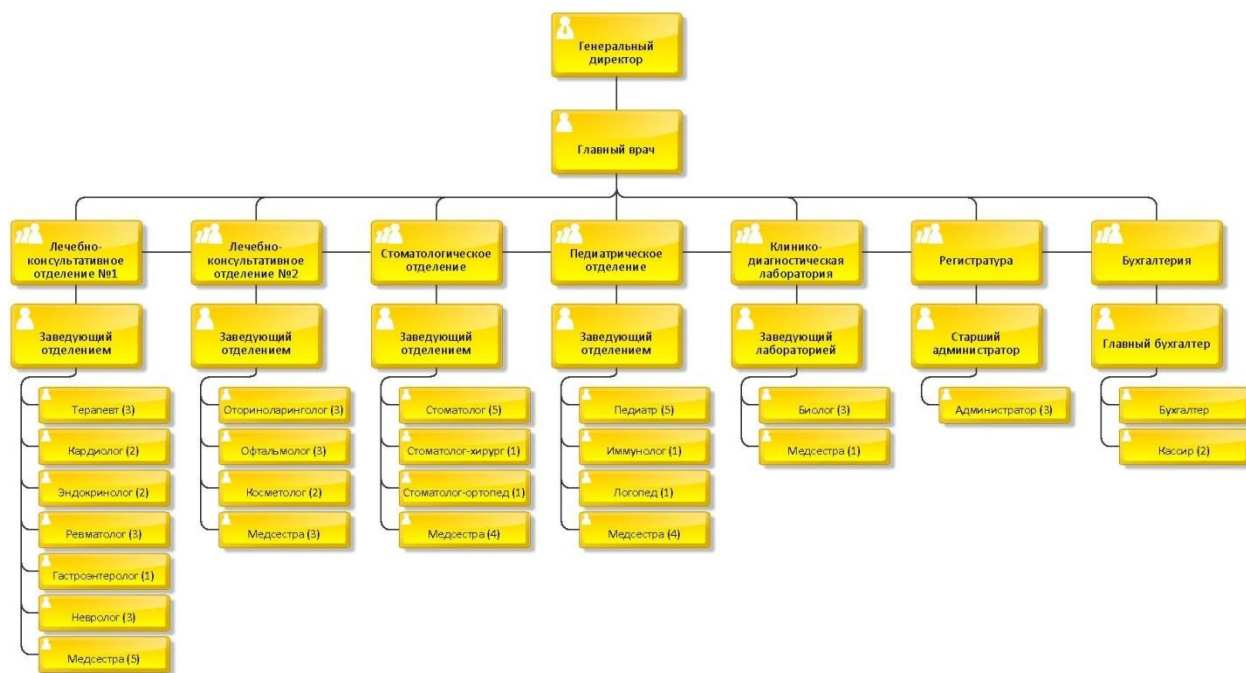 Генеральный
директор
Главный врач
Лечебно-
консультативное
отделение №1
Лечебно-
консультативное
отделение №2
Стоматологическое
отделение
Педиатрическое
отделение
Клинико-
диагностическая
лаборатория
Регистратура
Бухгалтерия
Заведующий
отделением
Заведующий
отделением
Заведующий
отделением
Заведующий
отделением
Заведующий
лабораторией
Старший
администратор
Главный бухгалтер
Терапевт (3)
Кардиолог (2)
Эндокринолог (2)
Ревматолог (3)
Гастроэнтеролог (1)
Невролог (3)
Медсестра (5)
Оториноларинголог (3)
Офтальмолог (3)
Косметолог (2)
Медсестра (3)
Стоматолог (5)
Стоматолог-хирург (1)
Стоматолог-ортопед (1)
Медсестра (4)
Педиатр (5)
Иммунолог (1)
Логопед (1)
Медсестра (4)
Биолог (3)
Медсестра (1)
Администратор (3)
Бухгалтер
Кассир (2)